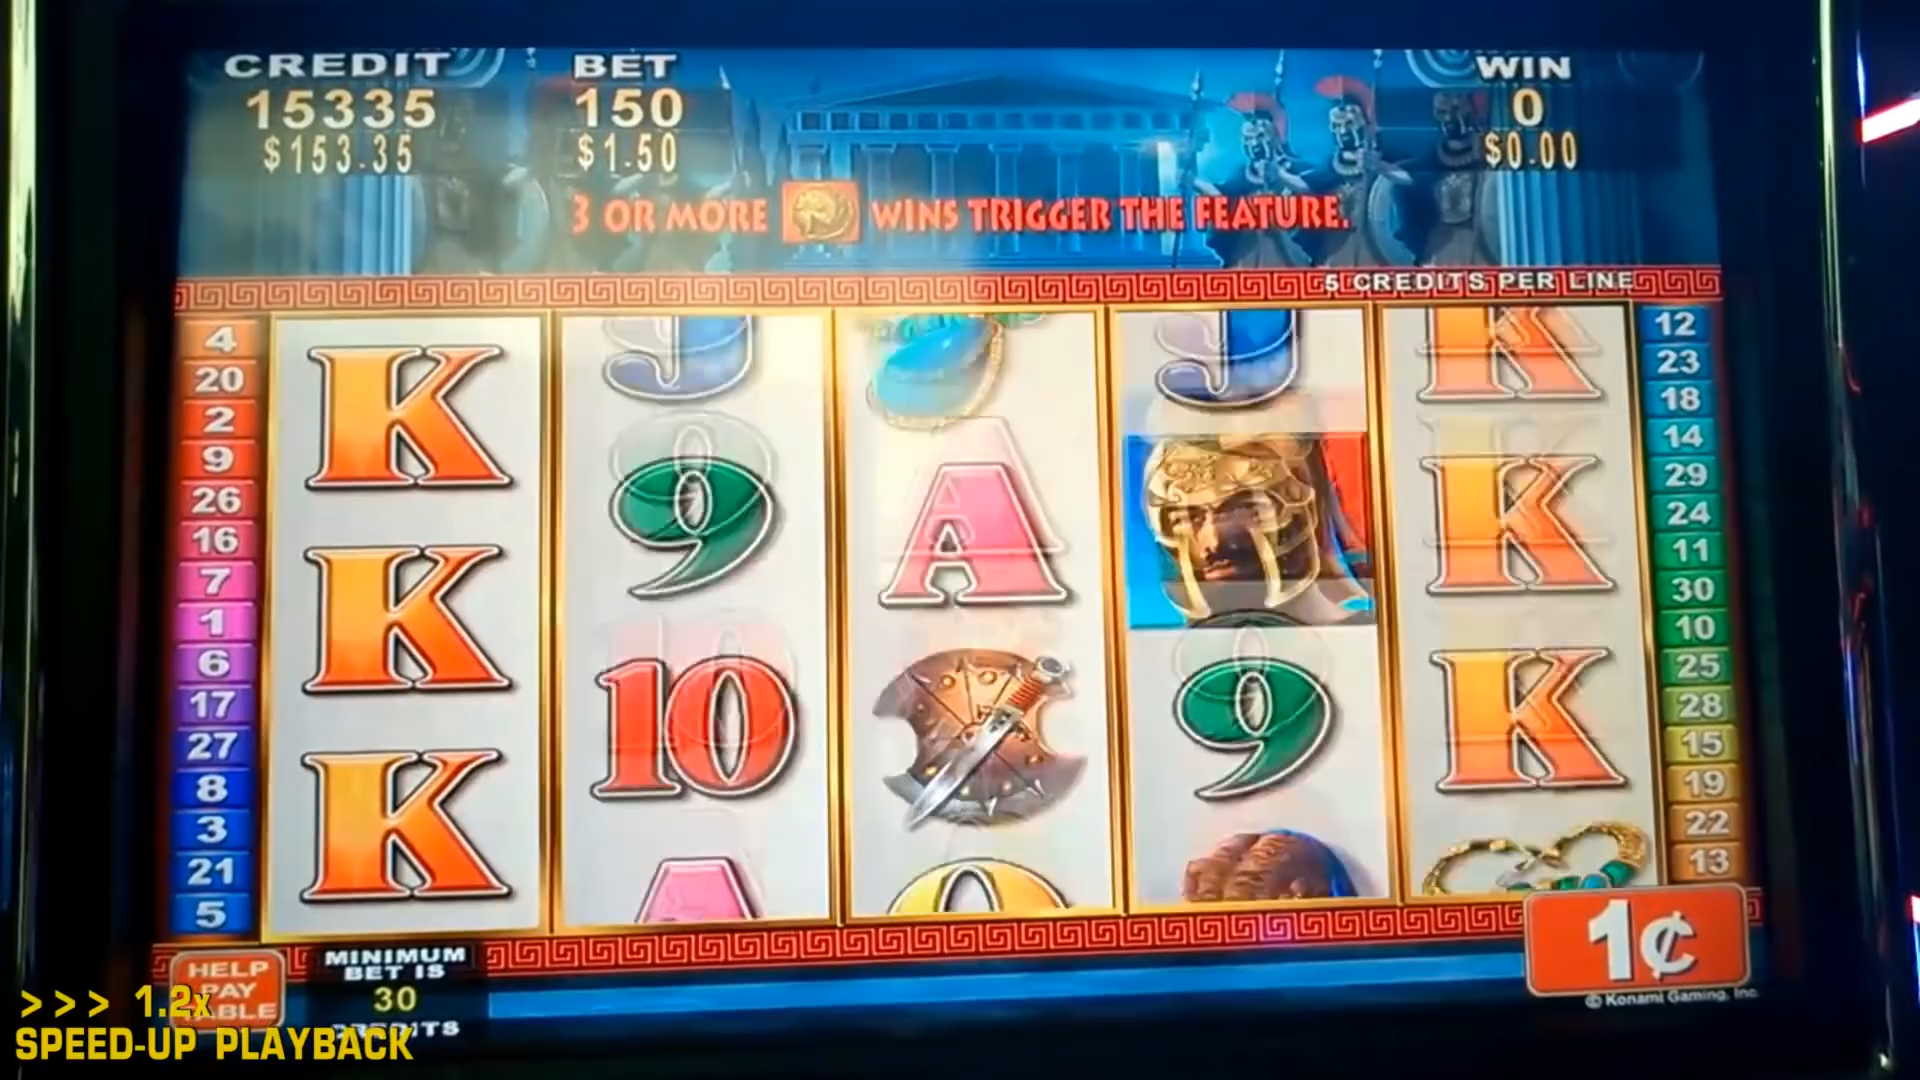 CREDIT BET WIN
15335 150 0
$153.35 $1.50 $0.00
3 OR MORE WINS TRIGGER THE FEATURE.
5 CREDITS PER LINE
4
20
2
9
26
16
7
1
6
17
27
8
3
21
5
K J J K
K 9 A K
K 10 9 K
A
12
23
18
14
29
24
11
30
10
25
28
15
19
22
13
HELP
PAY
TABLE
MINIMUM
BET IS
30
CREDITS
1¢
© Konami Gaming, Inc.
>>> 1.2x
SPEED-UP PLAYBACK